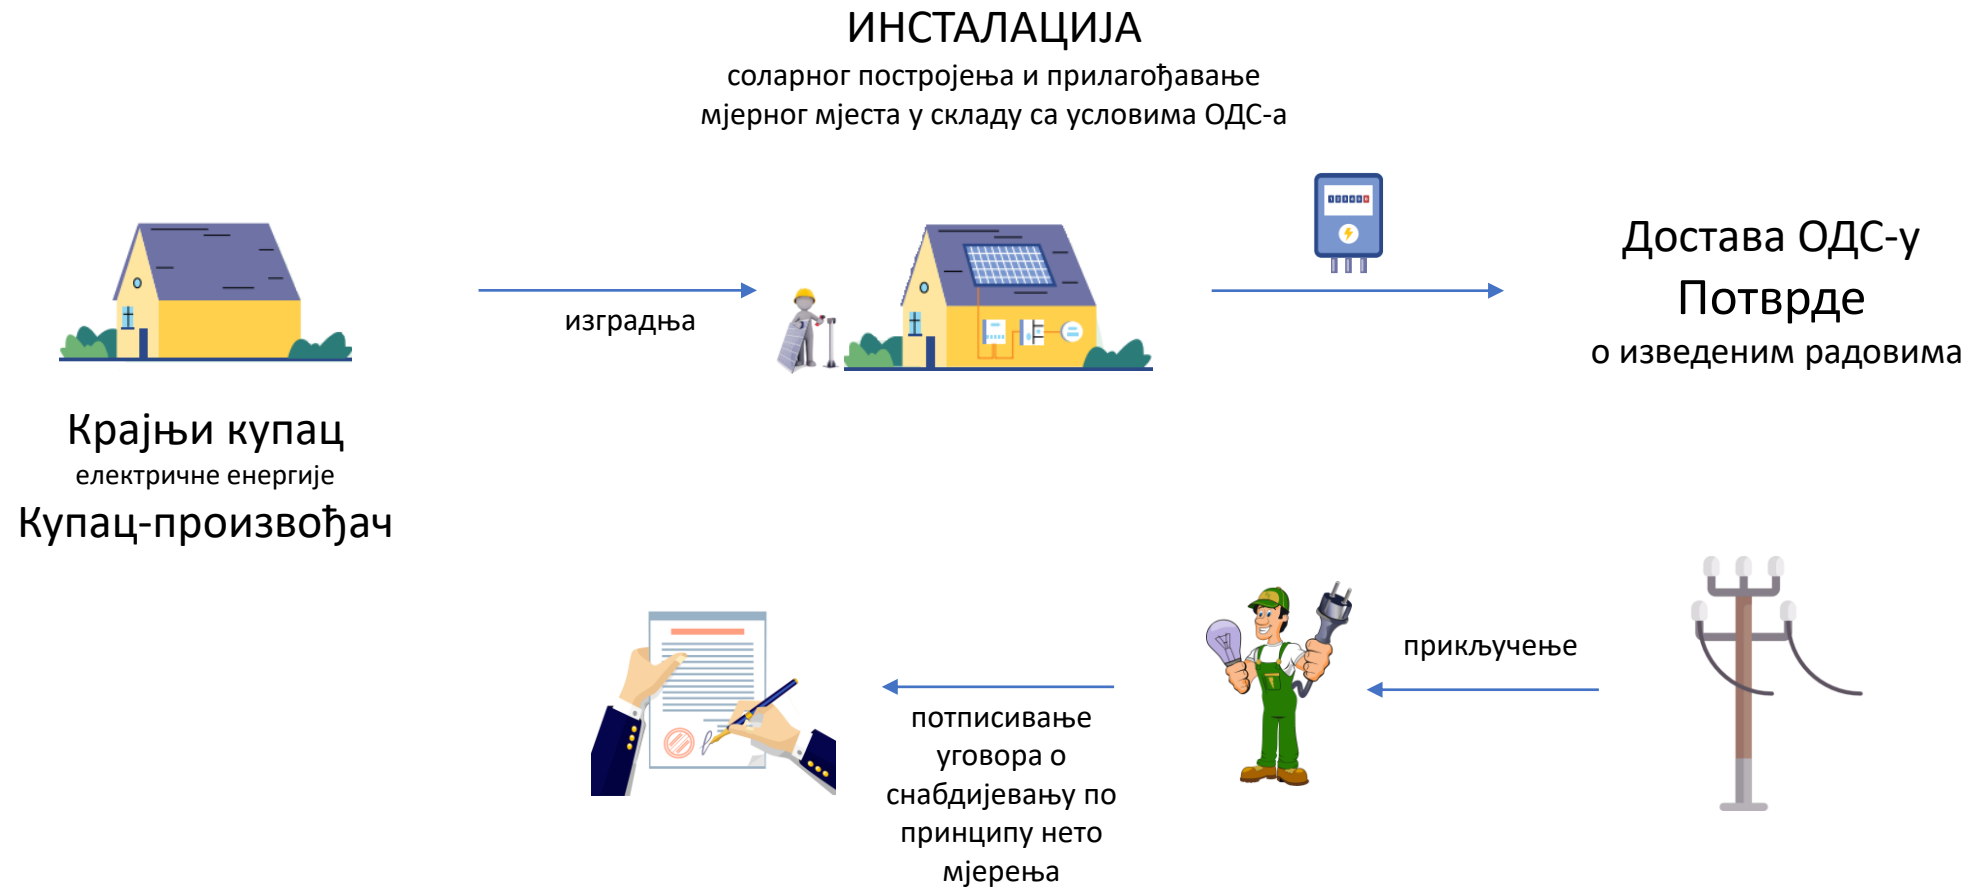 ИНСТАЛАЦИЈА
соларног постројења и прилагођавање
мјерног мјеста у складу са условима ОДС-а
изградња
Достава ОДС-у
Потврде
о изведеним радовима
Крајњи купац
електричне енергије
Купац-произвођач
прикључење
потписивање
уговора о
снабдијевању по
принципу нето
мјерења